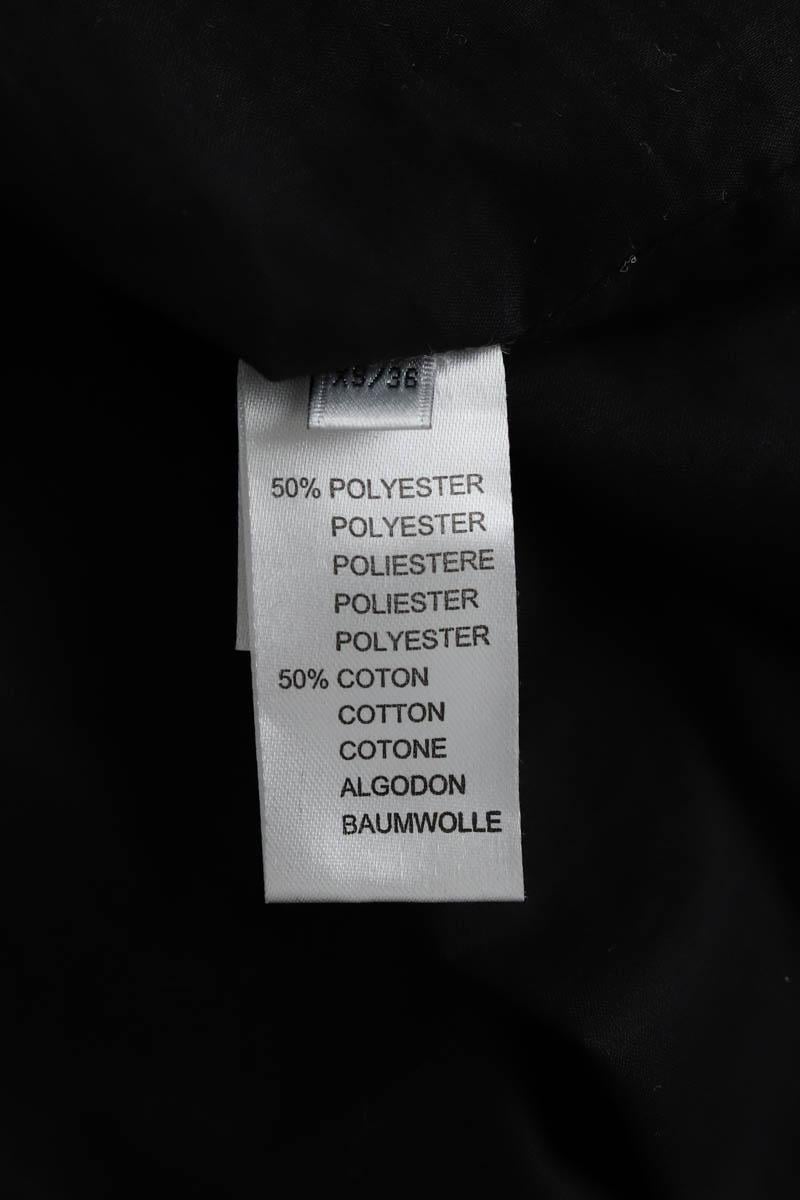 XS/36
50% POLYESTER
POLYESTER
POLIESTERE
POLIESTER
POLYESTER
50% COTON
COTTON
COTONE
ALGODON
BAUMWOLLE